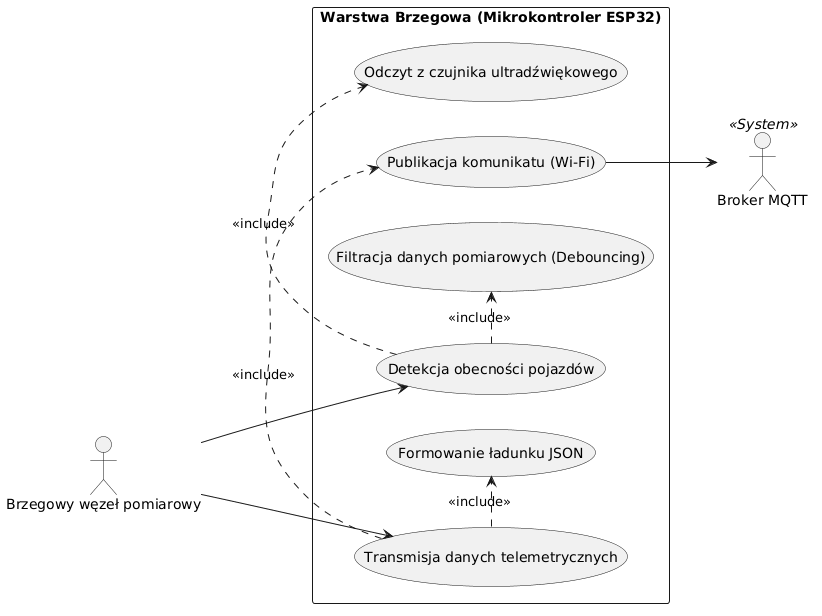 Warstwa Brzegowa (Mikrokontroler ESP32)
Odczyt z czujnika ultradźwiękowego
«System»
Publikacja komunikatu (Wi-Fi)
Broker MQTT
«include»
Filtracja danych pomiarowych (Debouncing)
«include»
Detekcja obecności pojazdów
«include»
Formowanie ładunku JSON
Brzegowy węzeł pomiarowy
«include»
Transmisja danych telemetrycznych